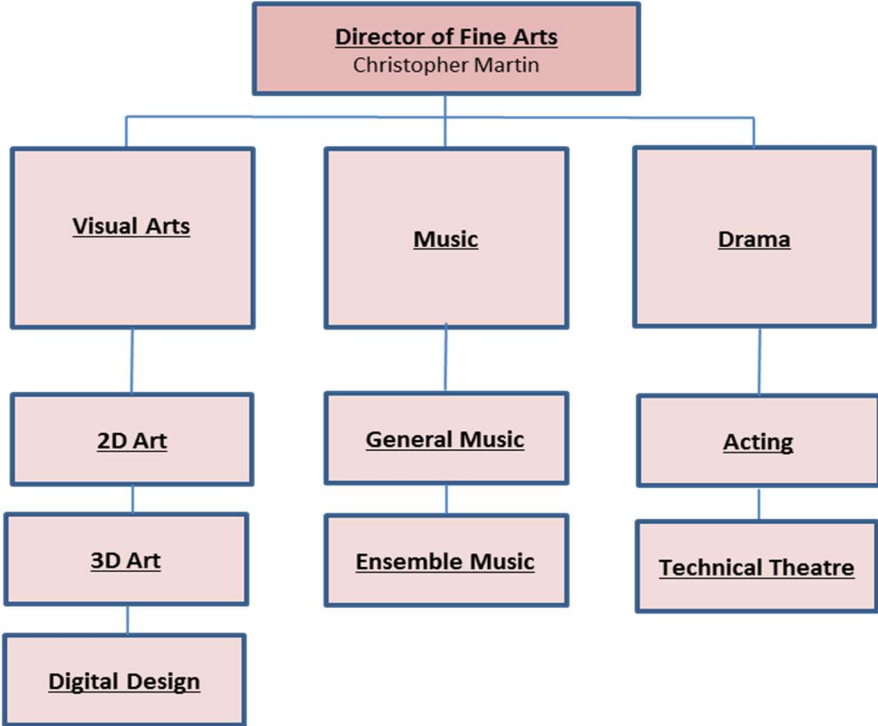 Director of Fine Arts
Christopher Martin
Visual Arts
Music
Drama
2D Art
General Music
Acting
3D Art
Ensemble Music
Technical Theatre
Digital Design